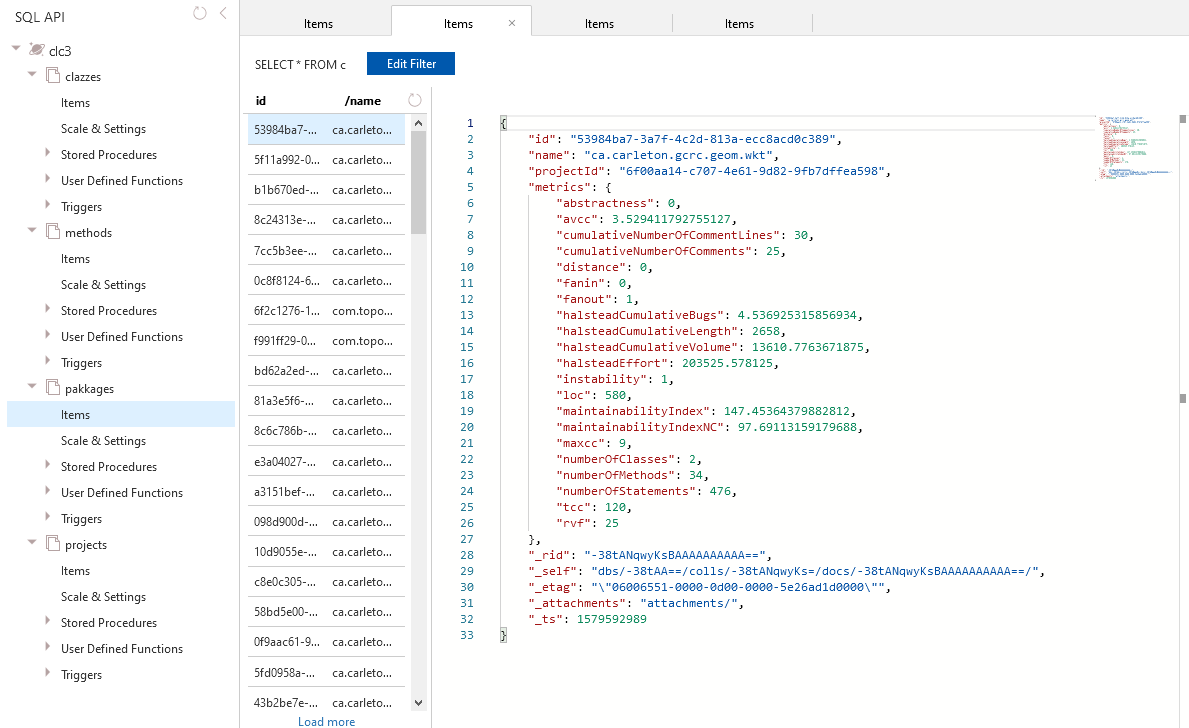 SQL API
clc3
clazzes
Items
Scale & Settings
Stored Procedures
User Defined Functions
Triggers
methods
Items
Scale & Settings
Stored Procedures
User Defined Functions
Triggers
pakkages
Items
Scale & Settings
Stored Procedures
User Defined Functions
Triggers
projects
Items
Scale & Settings
Stored Procedures
User Defined Functions
Triggers
Items Items × Items Items
SELECT * FROM c Edit Filter
id /name
53984ba7-... ca.carleto...
5f11a992-0... ca.carleto...
b1b670ed-... ca.carleto...
8c24313e-... ca.carleto...
7cc5b3ee-... ca.carleto...
0c8f8124-6... ca.carleto...
6f2c1276-1... com.topo...
f991ff29-0... com.topo...
bd62a2ed-... ca.carleto...
81a3e5f6-... ca.carleto...
8c6c786b-... ca.carleto...
e3a04027-... ca.carleto...
a3151bef-... ca.carleto...
098d900d-... ca.carleto...
10d9055e-... ca.carleto...
c8e0c305-... ca.carleto...
58bd5e00-... ca.carleto...
0f9aac61-9... ca.carleto...
5fd0958a-... ca.carleto...
43b2be7e-... ca.carleto...
Load more
1 {
2 "id": "53984ba7-3a7f-4c2d-813a-ecc8acd0c389",
3 "name": "ca.carleton.gcrc.geom.wkt",
4 "projectId": "6f00aa14-c707-4e61-9d82-9fb7dffea598",
5 "metrics": {
6 "abstractness": 0,
7 "avcc": 3.529411792755127,
8 "cumulativeNumberOfCommentLines": 30,
9 "cumulativeNumberOfComments": 25,
10 "distance": 0,
11 "fanin": 0,
12 "fanout": 1,
13 "halsteadCumulativeBugs": 4.536925315856934,
14 "halsteadCumulativeLength": 2658,
15 "halsteadCumulativeVolume": 13610.7763671875,
16 "halsteadEffort": 203525.578125,
17 "instability": 1,
18 "loc": 580,
19 "maintainabilityIndex": 147.45364379882812,
20 "maintainabilityIndexNC": 97.69113159179688,
21 "maxcc": 9,
22 "numberOfClasses": 2,
23 "numberOfMethods": 34,
24 "numberOfStatements": 476,
25 "tcc": 120,
26 "rvf": 25
27 },
28 "_rid": "-38tANqwyKsBAAAAAAAAAA==",
29 "_self": "dbs/-38tAA==/colls/-38tANqwyKs=/docs/-38tANqwyKsBAAAAAAAAAA==/",
30 "_etag": "\"06006551-0000-0d00-0000-5e26ad1d0000\"",
31 "_attachments": "attachments/",
32 "_ts": 1579592989
33 }